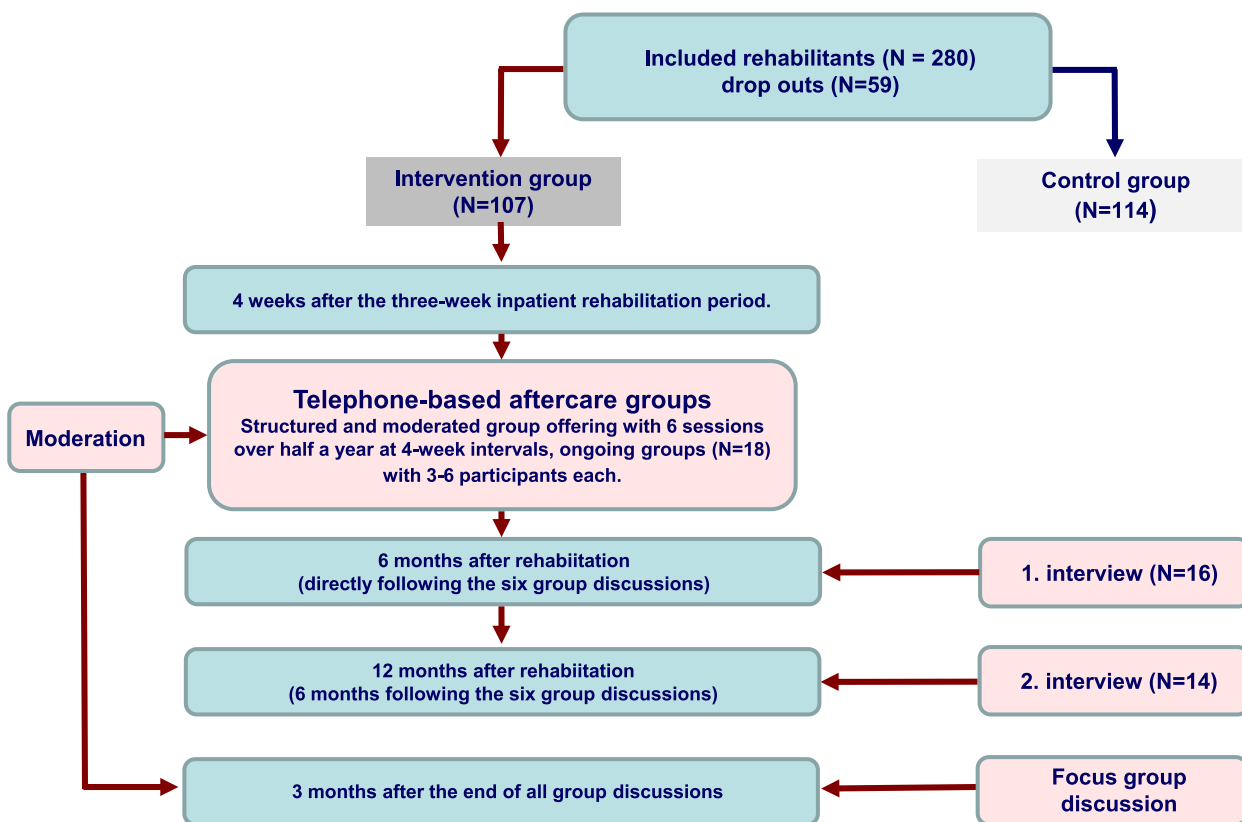 Included rehabilitants (N = 280)
drop outs (N=59)
Intervention group
(N=107)
Control group
(N=114)
4 weeks after the three-week inpatient rehabilitation period.
Telephone-based aftercare groups
Structured and moderated group offering with 6 sessions
over half a year at 4-week intervals, ongoing groups (N=18)
with 3-6 participants each.
Moderation
6 months after rehabiitation
(directly following the six group discussions)
1. interview (N=16)
12 months after rehabiitation
(6 months following the six group discussions)
2. interview (N=14)
3 months after the end of all group discussions
Focus group
discussion